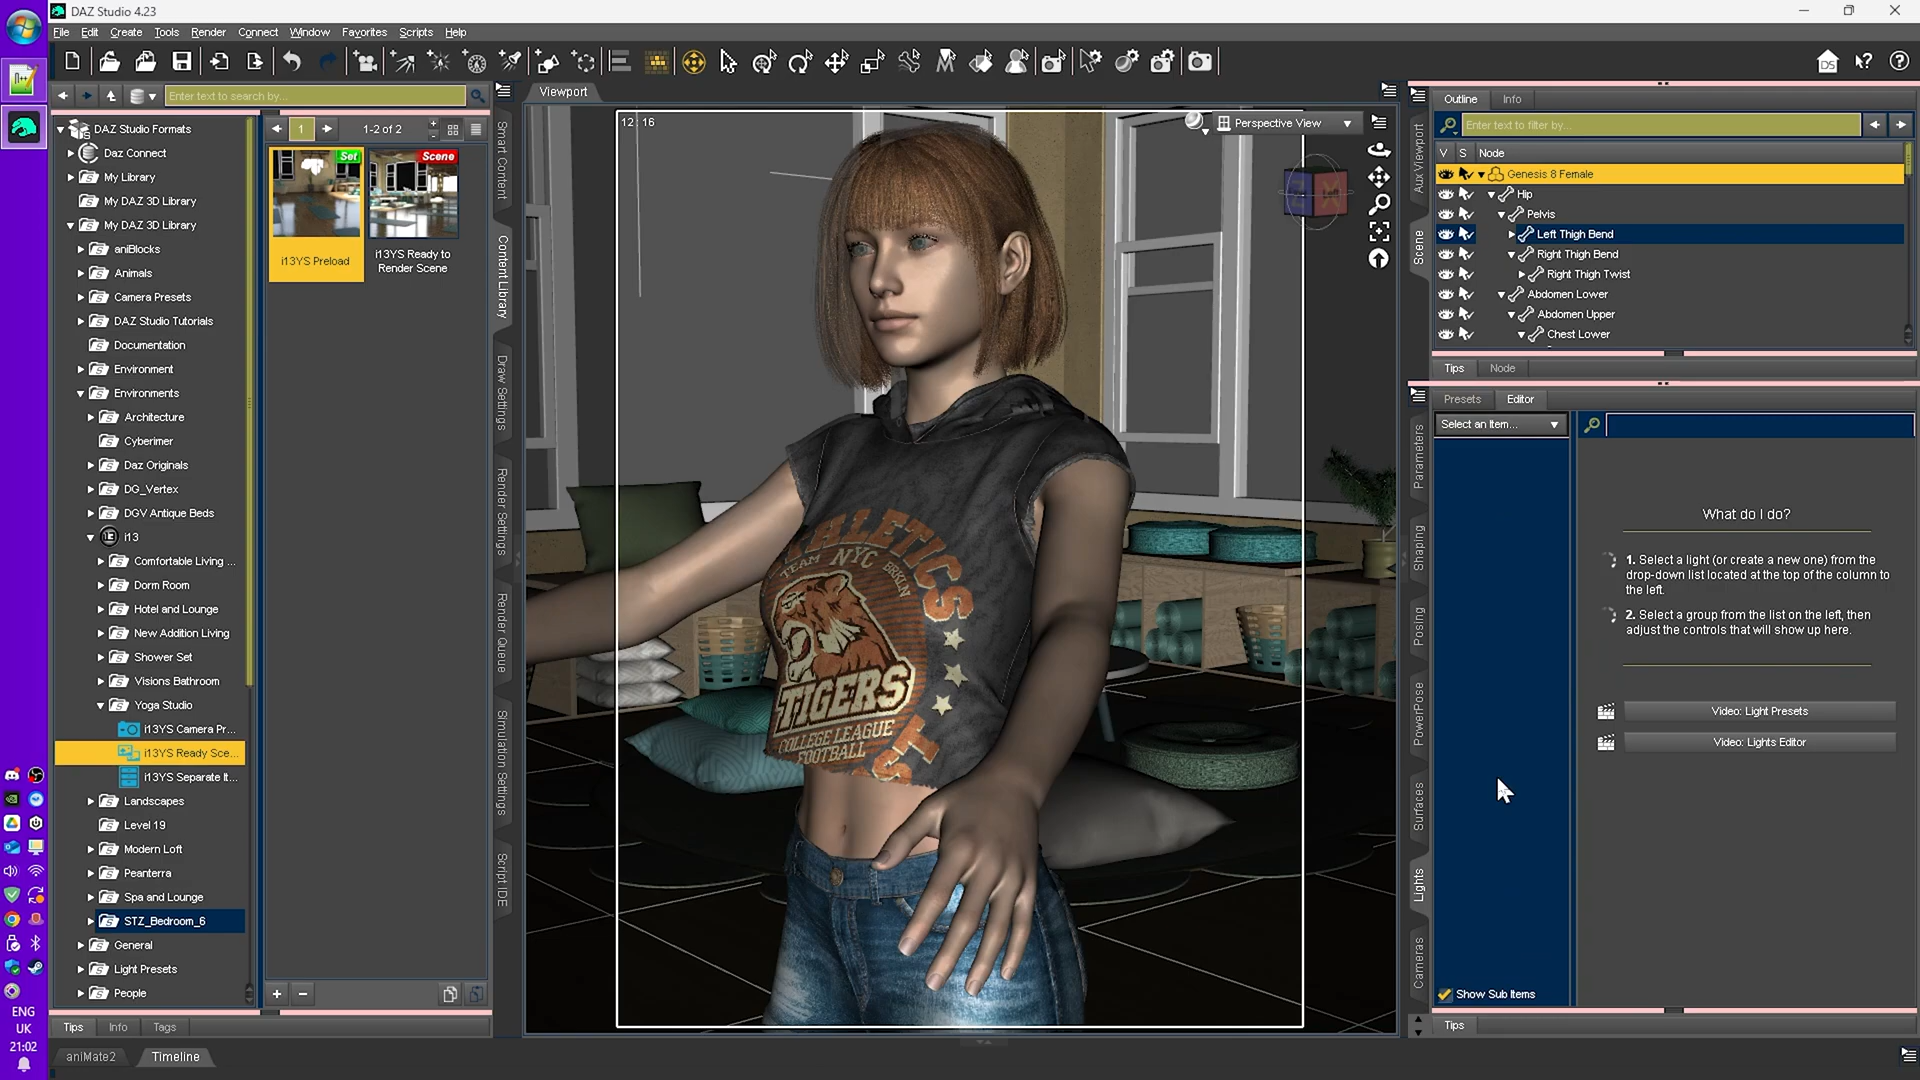 DAZ Studio 4.23
File Edit Create Tools Render Connect Window Favorites Scripts Help
Enter text to search by...
DAZ Studio Formats
Daz Connect
My Library
My DAZ 3D Library
My DAZ 3D Library
aniBlocks
Animals
Camera Presets
DAZ Studio Tutorials
Documentation
Environment
Environments
Architecture
Cyberimer
Daz Originals
DG_Vertex
DGV Antique Beds
i13
Comfortable Living ...
Dorm Room
Hotel and Lounge
New Addition Living
Shower Set
Visions Bathroom
Yoga Studio
i13YS Camera Pr...
i13YS Ready Sce...
i13YS Separate It...
Landscapes
Level 19
Modern Loft
Peanterra
Spa and Lounge
STZ_Bedroom_6
General
Light Presets
People
Tips Info Tags
aniMate2 Timeline
ENG
UK
21:02
1
1-2 of 2
Set
Scene
i13YS Preload
i13YS Ready to
Render Scene
Smart Content
Content Library
Draw Settings
Render Settings
Render Queue
Simulation Settings
Script IDE
Viewport
12: 16
Perspective View
ATHLETICS
TEAM NYC BRKLN
TIGERS
COLLEGE LEAGUE
FOOTBALL
Aux Viewport
Scene
Outline Info
Enter text to filter by...
V S Node
Genesis 8 Female
Hip
Pelvis
Left Thigh Bend
Right Thigh Bend
Right Thigh Twist
Abdomen Lower
Abdomen Upper
Chest Lower
Tips Node
Parameters
Shaping
Posing
PowerPose
Surfaces
Lights
Cameras
Presets Editor
Select an Item...
What do I do?
1. Select a light (or create a new one) from the
drop-down list located at the top of the column to
the left.
2. Select a group from the list on the left, then
adjust the controls that will show up here.
Video: Light Presets
Video: Lights Editor
Show Sub Items
Tips